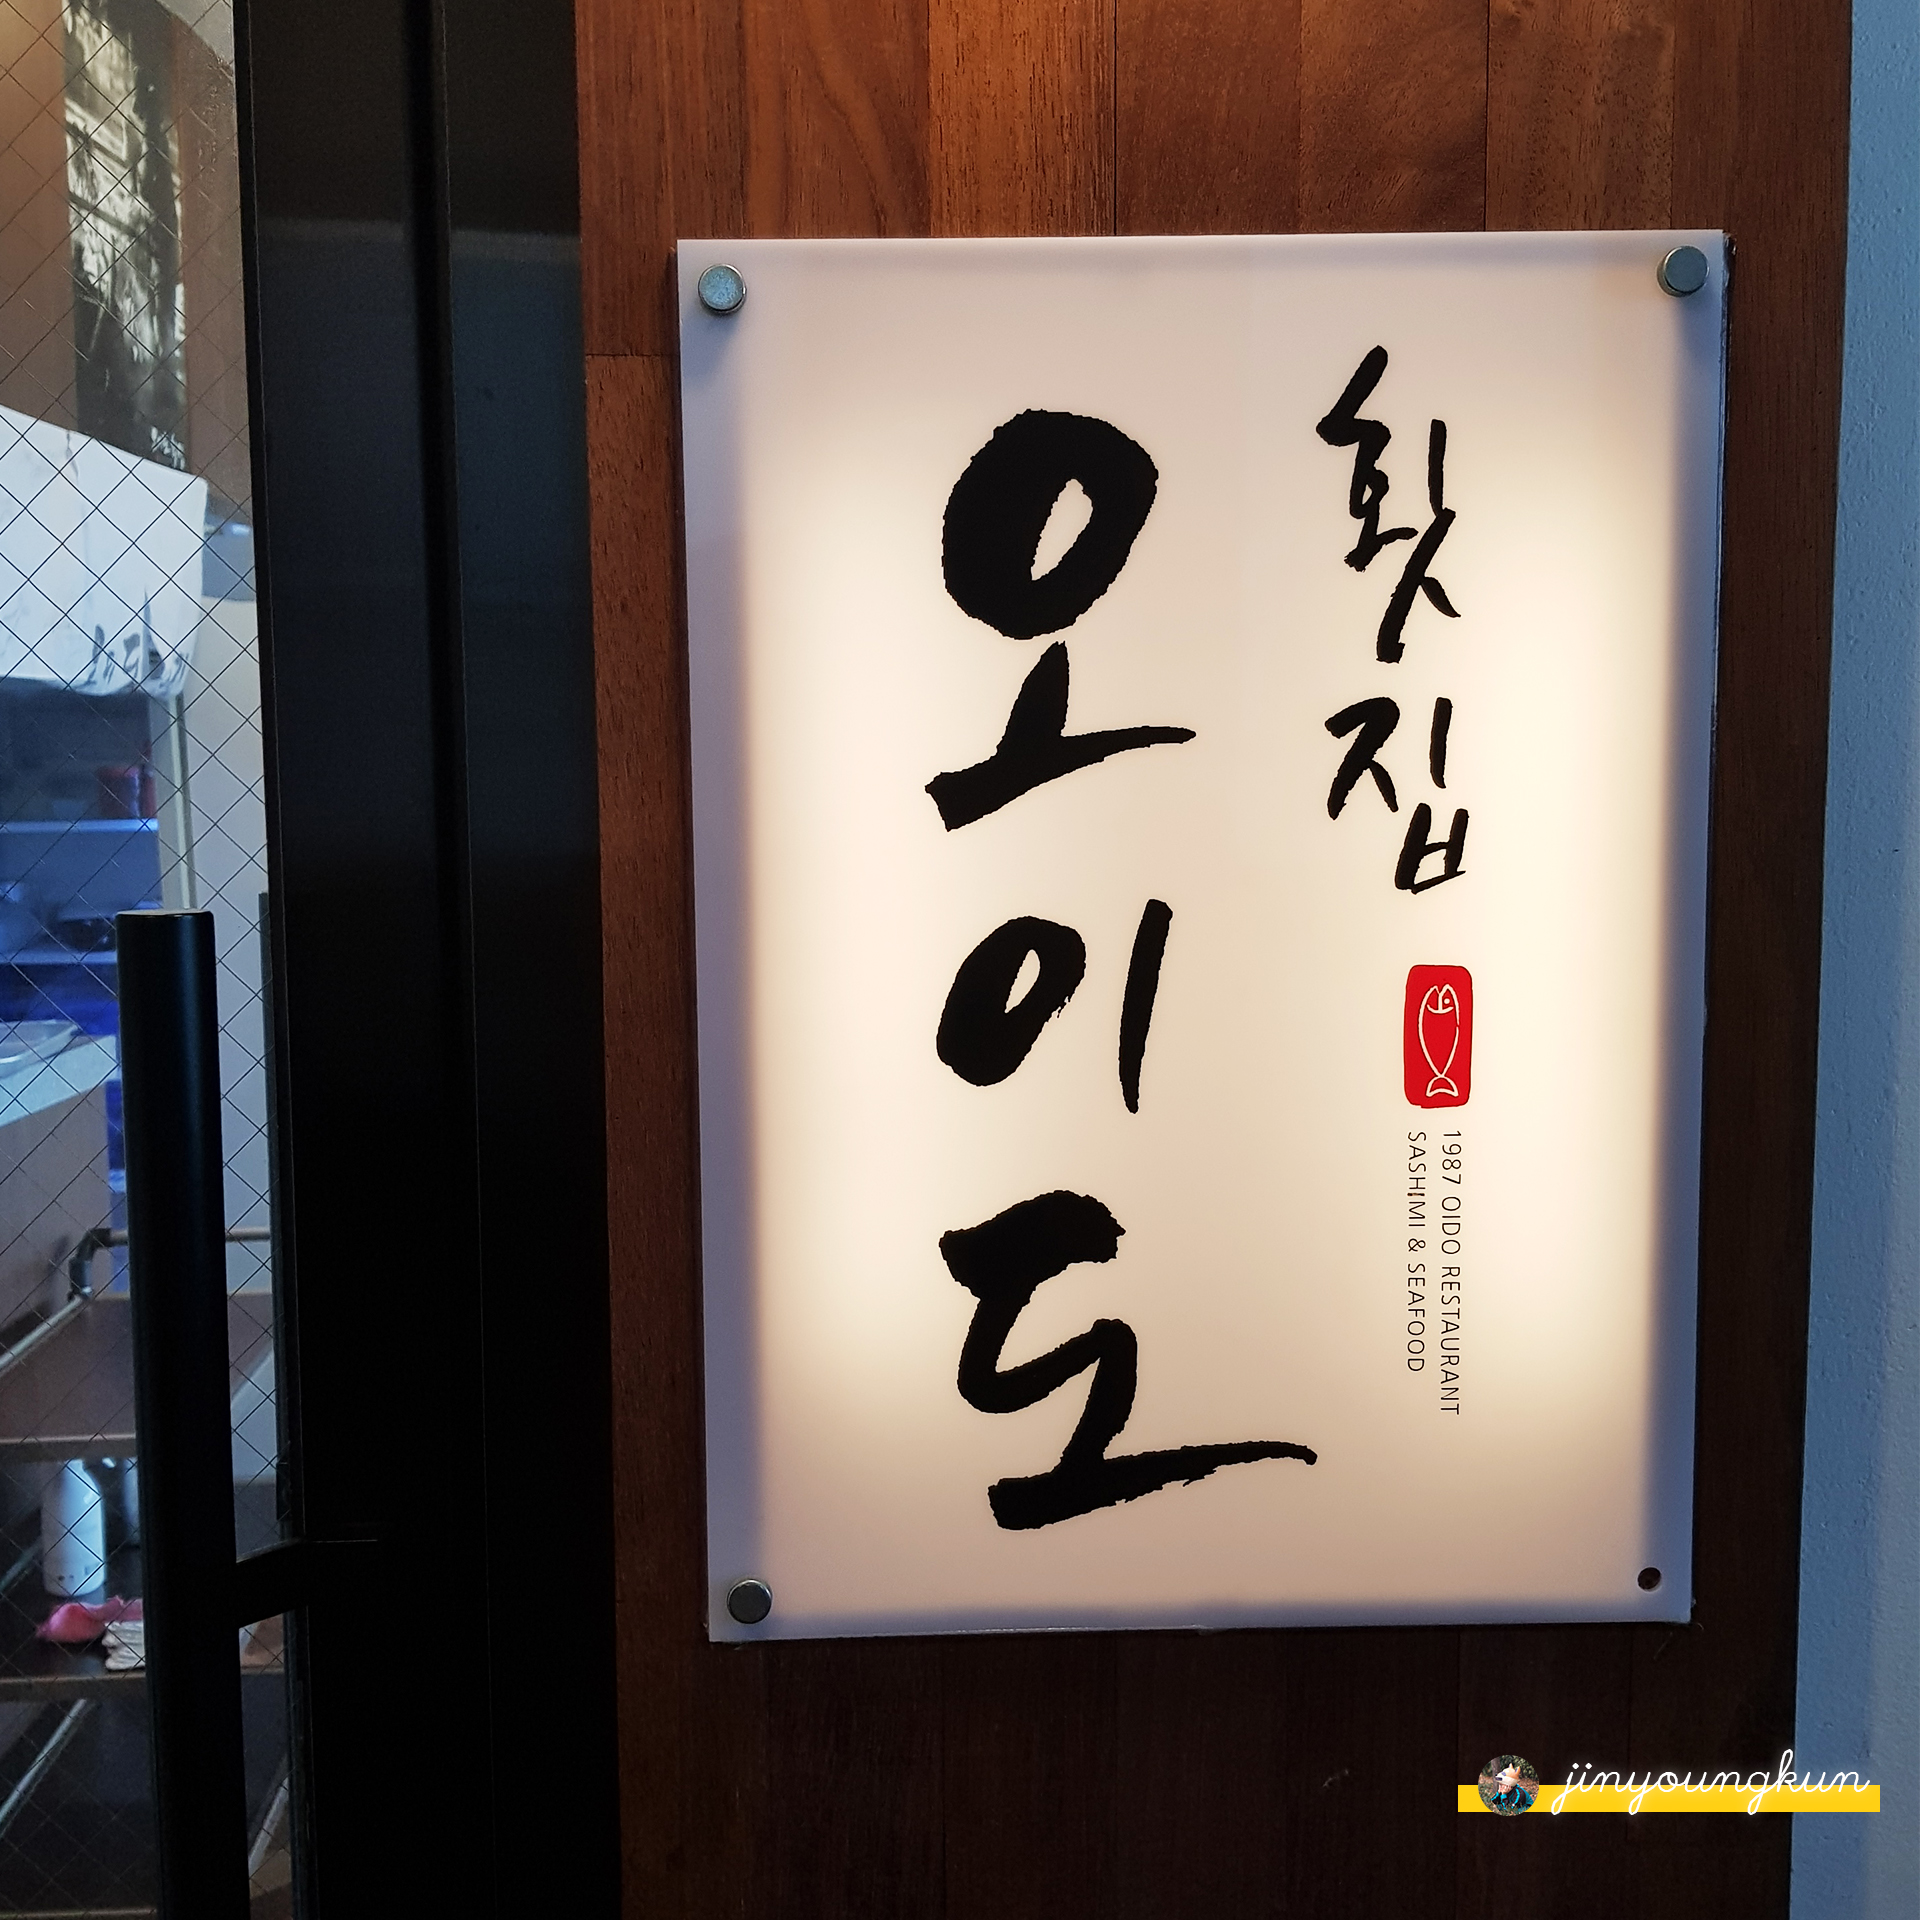 횟집
오이도
1987 OIDO RESTAURANT
SASHIMI & SEAFOOD
jinyoungkun